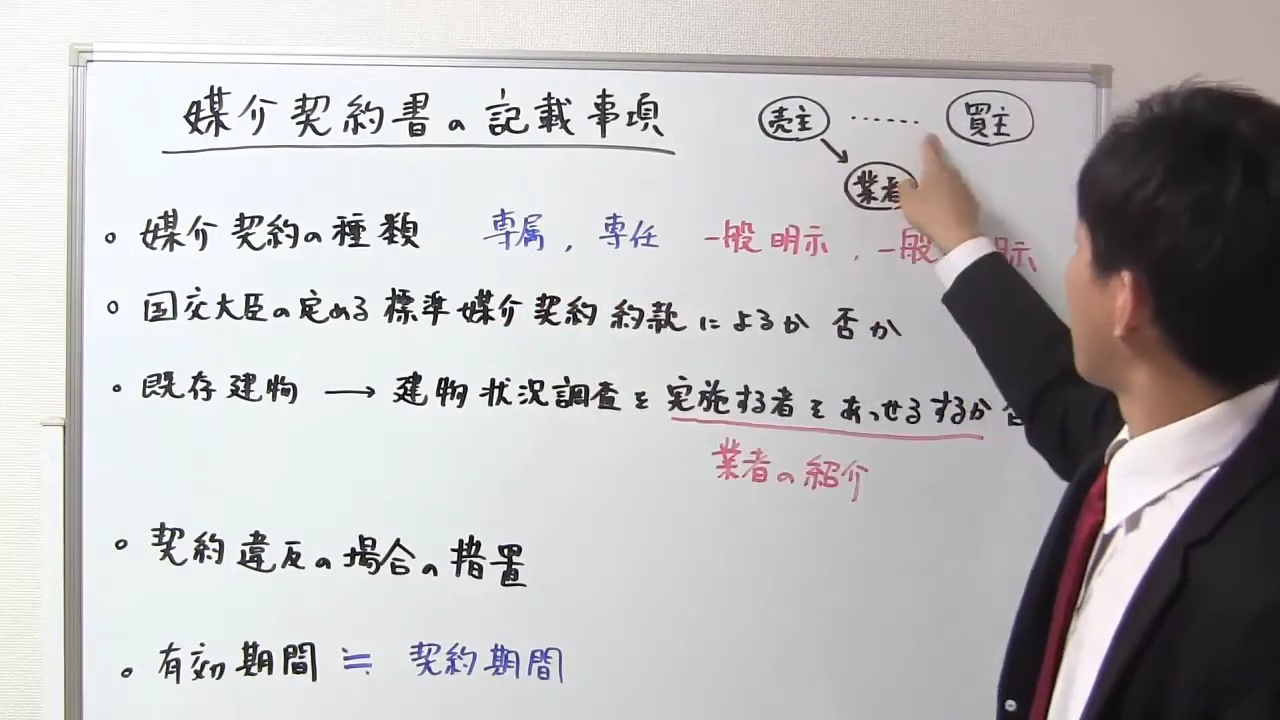 媒介契約書の記載事項
売主 ...... 買主
業者
• 媒介契約の種類 専属, 専任 一般明示, 一般 明示
• 国交大臣の定める標準媒介契約約款によるか否か
• 既存建物 → 建物状況調査を実施する者をあっせるするか
業者の紹介
• 契約違反の場合の措置
• 有効期間 ≒ 契約期間